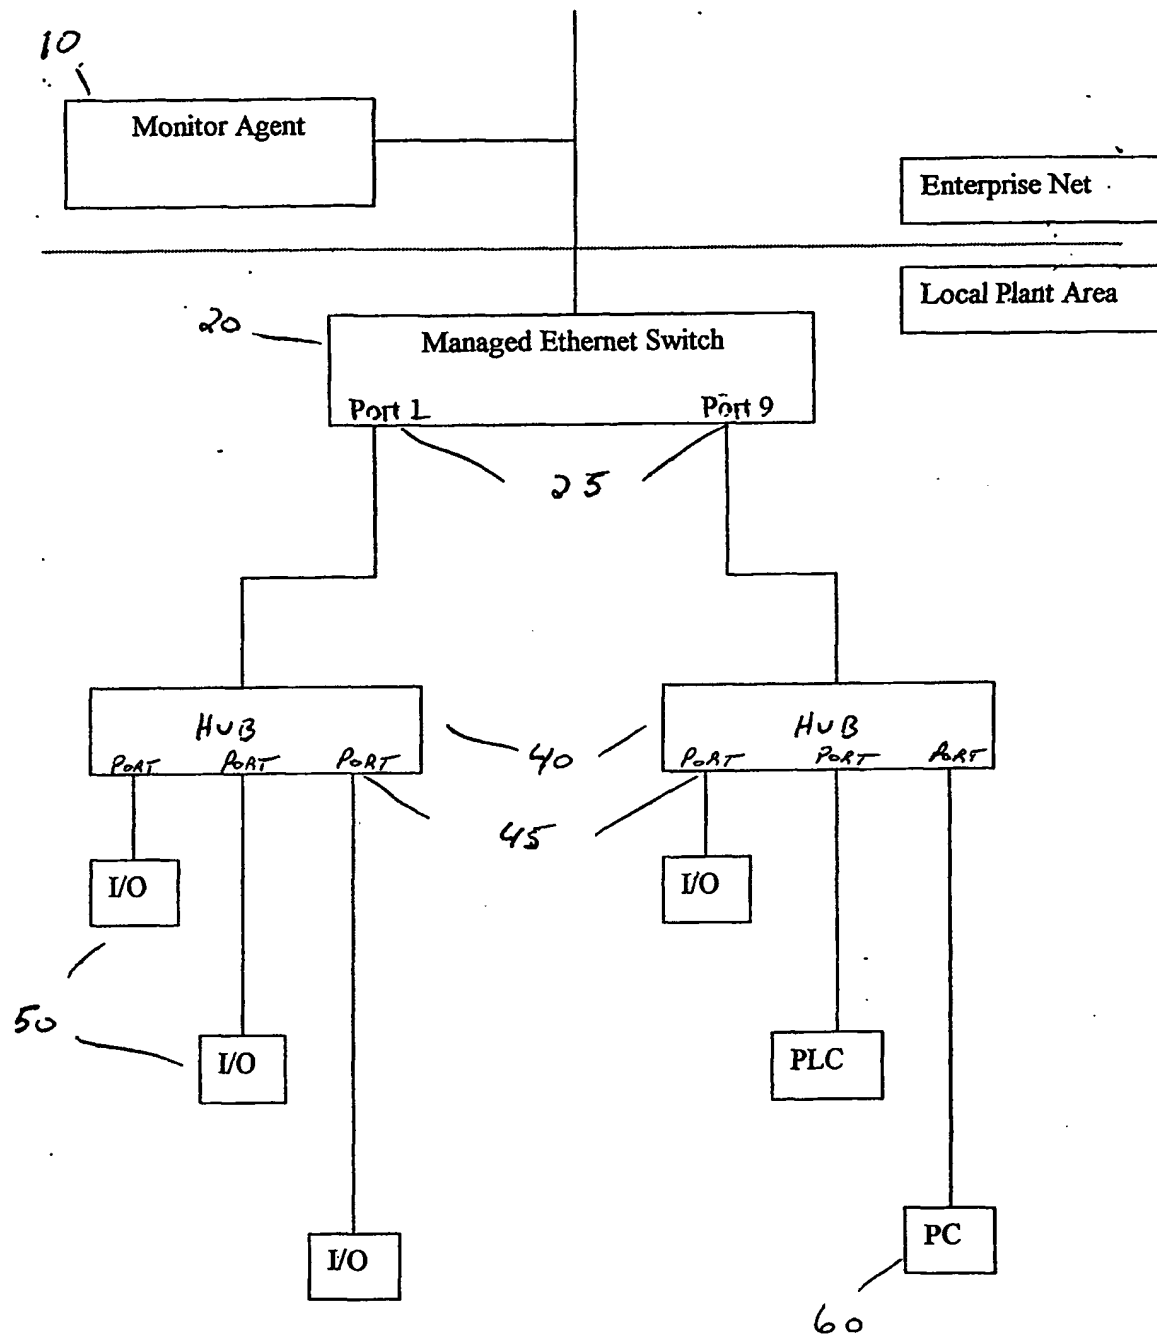 10
Monitor Agent
Enterprise Net
Local Plant Area
20
Managed Ethernet Switch
Port 1
Port 9
25
HUB
HUB
PORT PORT PORT
PORT PORT PORT
40
45
I/O
I/O
50
I/O
PLC
I/O
PC
60